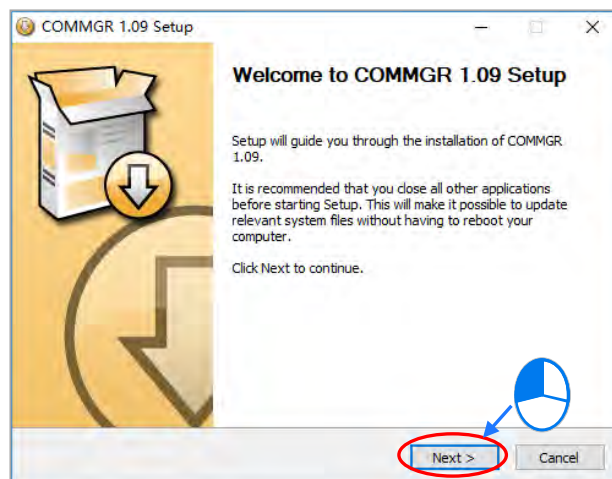 COMMGR 1.09 Setup
Welcome to COMMGR 1.09 Setup
Setup will guide you through the installation of COMMGR
1.09.
It is recommended that you close all other applications
before starting Setup. This will make it possible to update
relevant system files without having to reboot your
computer.
Click Next to continue.
Next >
Cancel